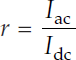 r = I_ac / I_dc